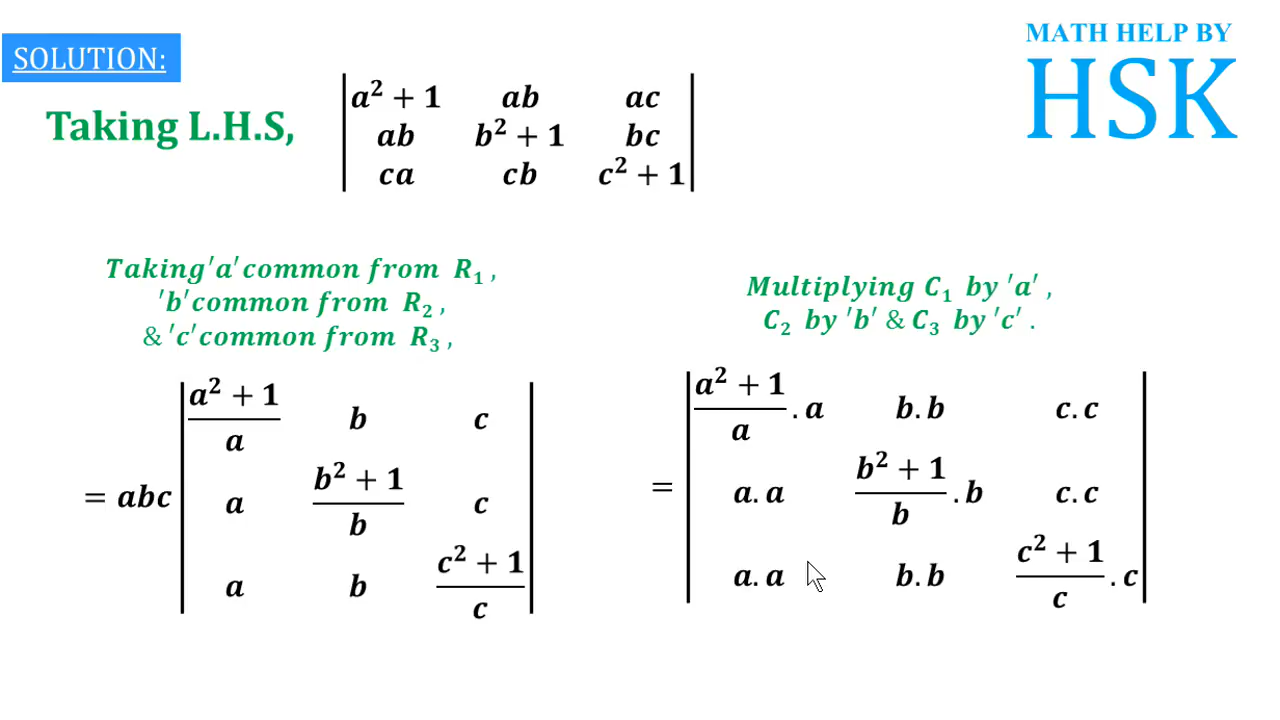 MATH HELP BY
HSK
SOLUTION:
Taking L.H.S,
| a² + 1 ab ac |
| ab b² + 1 bc |
| ca cb c² + 1 |
Taking ′a′ common from R₁ ,
′b′ common from R₂ ,
& ′c′ common from R₃ ,
= abc | (a² + 1)/a b c |
| a (b² + 1)/b c |
| a b (c² + 1)/c |
Multiplying C₁ by ′a′ ,
C₂ by ′b′ & C₃ by ′c′ .
= | (a² + 1)/a . a b. b c. c |
| a. a (b² + 1)/b . b c. c |
| a. a b. b (c² + 1)/c . c |